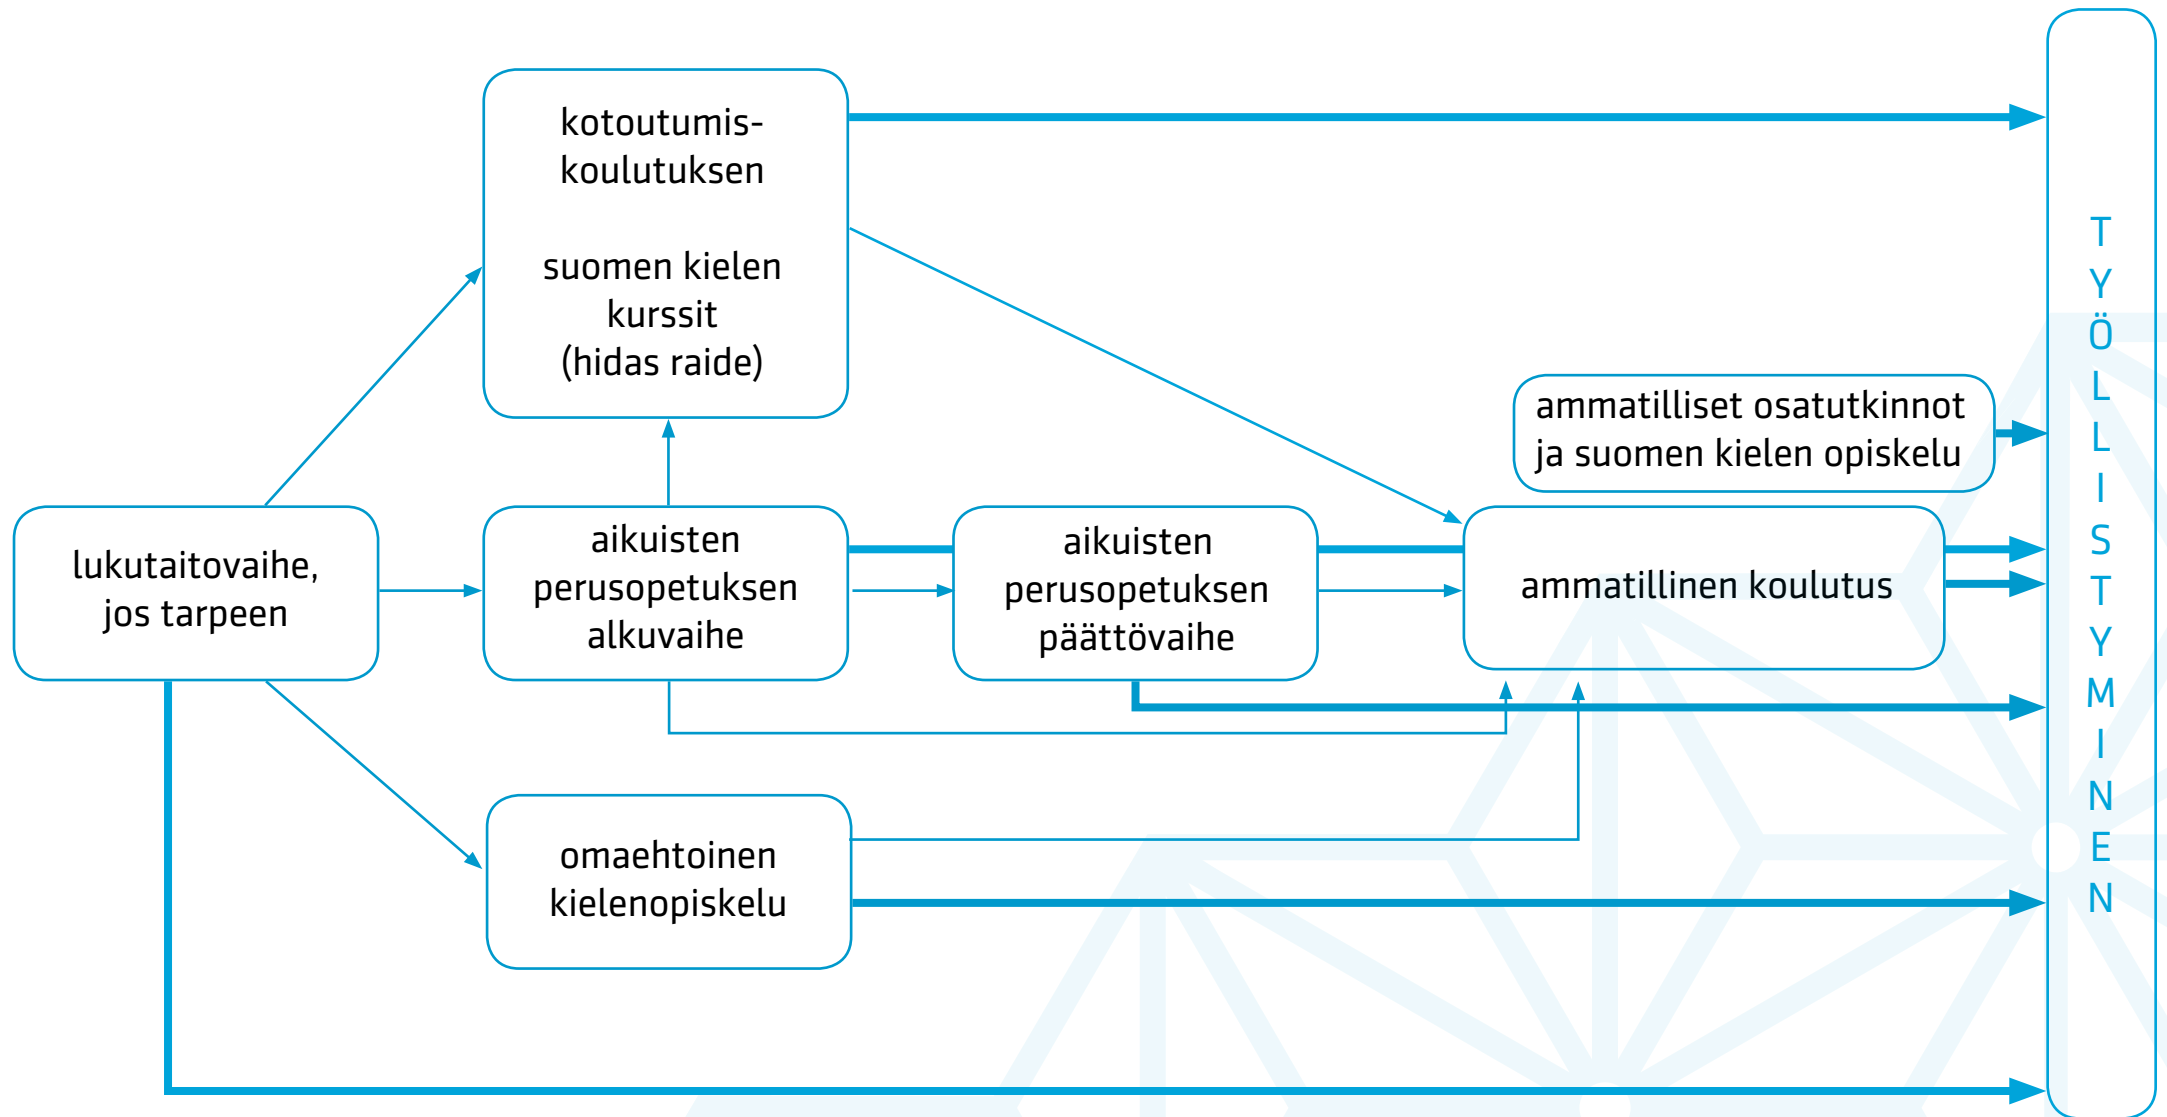 kotoutumis-
koulutuksen
suomen kielen
kurssit
(hidas raide)
ammatilliset osatutkinnot
ja suomen kielen opiskelu
lukutaitovaihe,
jos tarpeen
aikuisten
perusopetuksen
alkuvaihe
aikuisten
perusopetuksen
päättövaihe
ammatillinen koulutus
omaehtoinen
kielenopiskelu
T
Y
Ö
L
L
I
S
T
Y
M
I
N
E
N